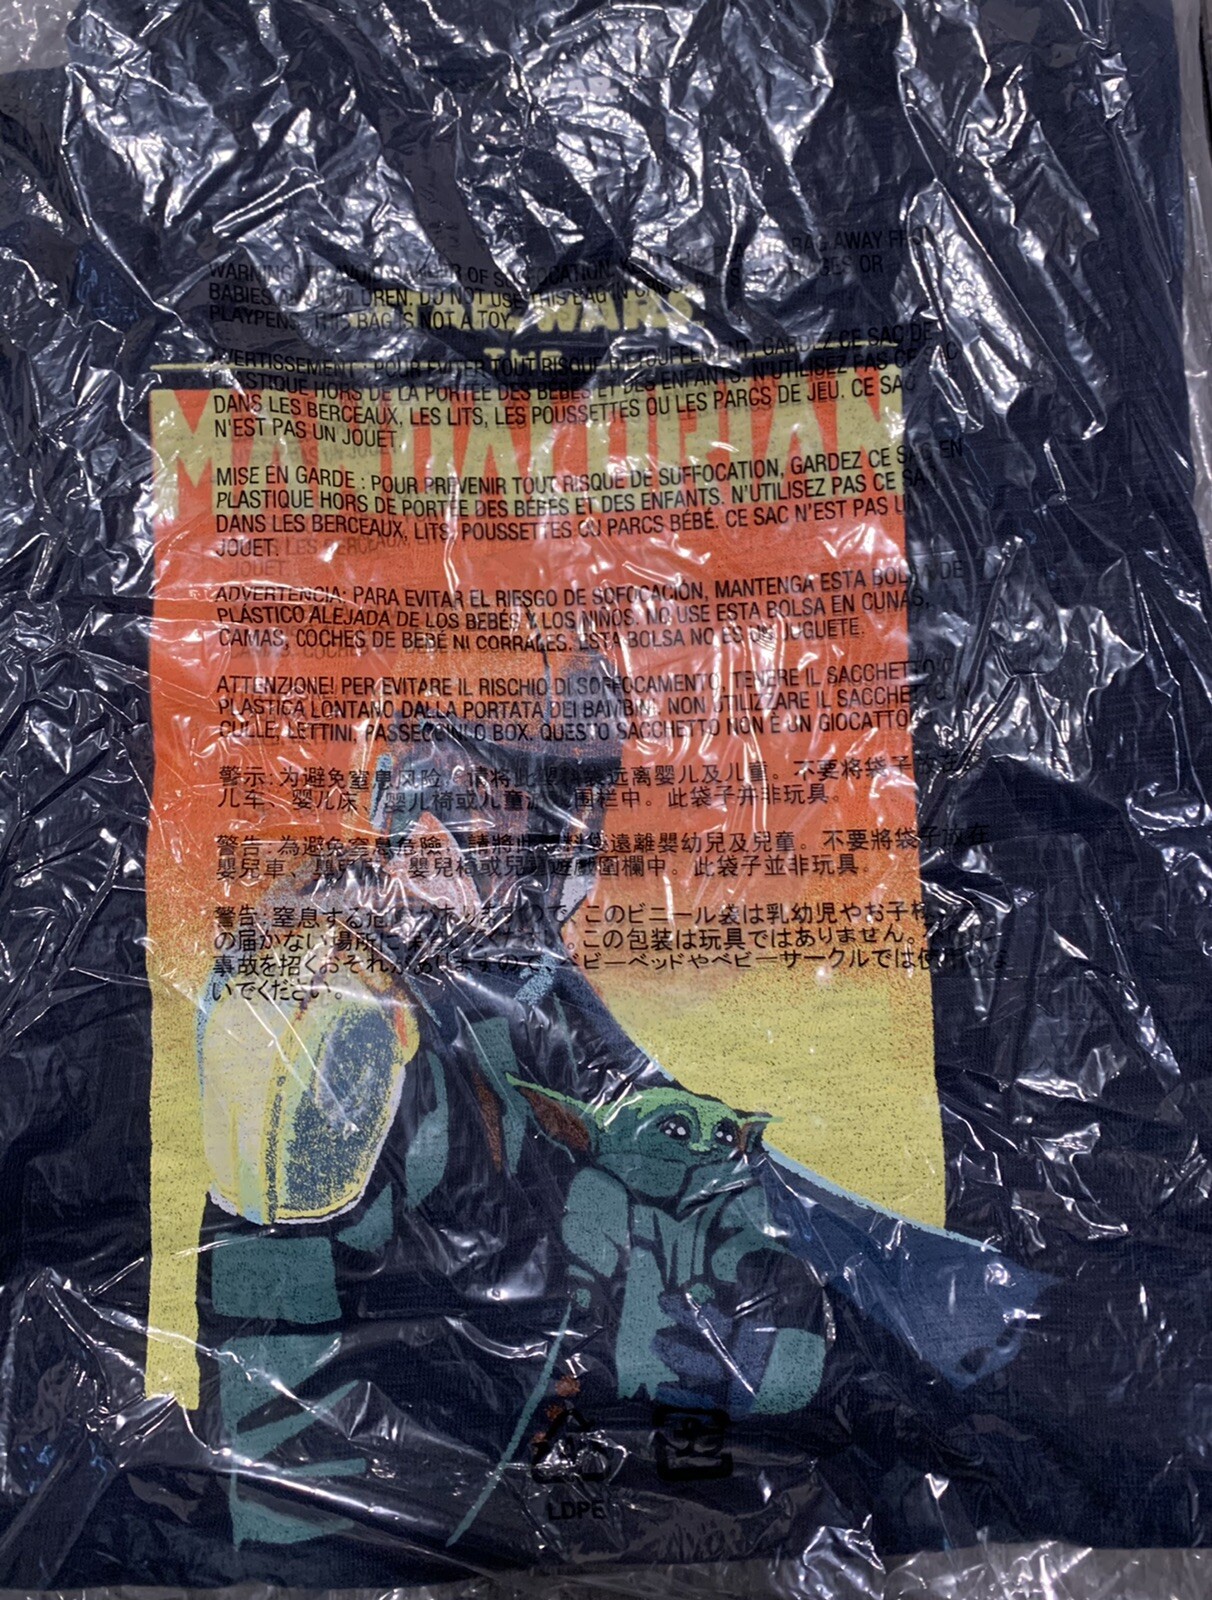 WARNING: TO AVOID DANGER OF SUFFOCATION, KEEP THIS PLASTIC BAG AWAY FROM
BABIES AND CHILDREN. DO NOT USE THIS BAG IN CRIBS, BEDS, CARRIAGES OR
PLAYPENS. THIS BAG IS NOT A TOY.
STAR WARS
THE
MANDALORIAN
AVERTISSEMENT : POUR ÉVITER TOUT RISQUE D'ÉTOUFFEMENT, GARDEZ CE SAC DE
PLASTIQUE HORS DE LA PORTÉE DES BÉBÉS ET DES ENFANTS. N'UTILISEZ PAS CE SAC
DANS LES BERCEAUX, LES LITS, LES POUSSETTES OU LES PARCS DE JEU. CE SAC
N'EST PAS UN JOUET.
MISE EN GARDE : POUR PRÉVENIR TOUT RISQUE DE SUFFOCATION, GARDEZ CE SAC EN
PLASTIQUE HORS DE PORTÉE DES BÉBÉS ET DES ENFANTS. N'UTILISEZ PAS CE SAC
DANS LES BERCEAUX, LITS, POUSSETTES OU PARCS BÉBÉ. CE SAC N'EST PAS UN
JOUET.
ADVERTENCIA: PARA EVITAR EL RIESGO DE SOFOCACIÓN, MANTENGA ESTA BOLSA DE
PLÁSTICO ALEJADA DE LOS BEBÉS Y LOS NIÑOS. NO USE ESTA BOLSA EN CUNAS,
CAMAS, COCHES DE BEBÉ NI CORRALES. ESTA BOLSA NO ES UN JUGUETE.
ATTENZIONE! PER EVITARE IL RISCHIO DI SOFFOCAMENTO, TENERE IL SACCHETTO DI
PLASTICA LONTANO DALLA PORTATA DEI BAMBINI. NON UTILIZZARE IL SACCHETTO IN
CULLE, LETTINI, PASSEGGINI O BOX. QUESTO SACCHETTO NON È UN GIOCATTOLO.
警示: 为避免窒息风险，请将此塑料袋远离婴儿及儿童。不要将袋子放在
儿车、婴儿床、婴儿椅或儿童游戏围栏中。此袋子并非玩具。
警告: 為避免窒息危險，請將此塑料袋遠離嬰幼兒及兒童。不要將袋子放在
嬰兒車、嬰兒床、嬰兒椅或兒童遊戲圍欄中。此袋子並非玩具。
警告: 窒息する危険がありますので、このビニール袋は乳幼児やお子様
の届かない場所に保管してください。この包装は玩具ではありません。
事故を招くおそれがありますので、ベビーベッドやベビーサークルでは使用しな
いでください。
LDPE